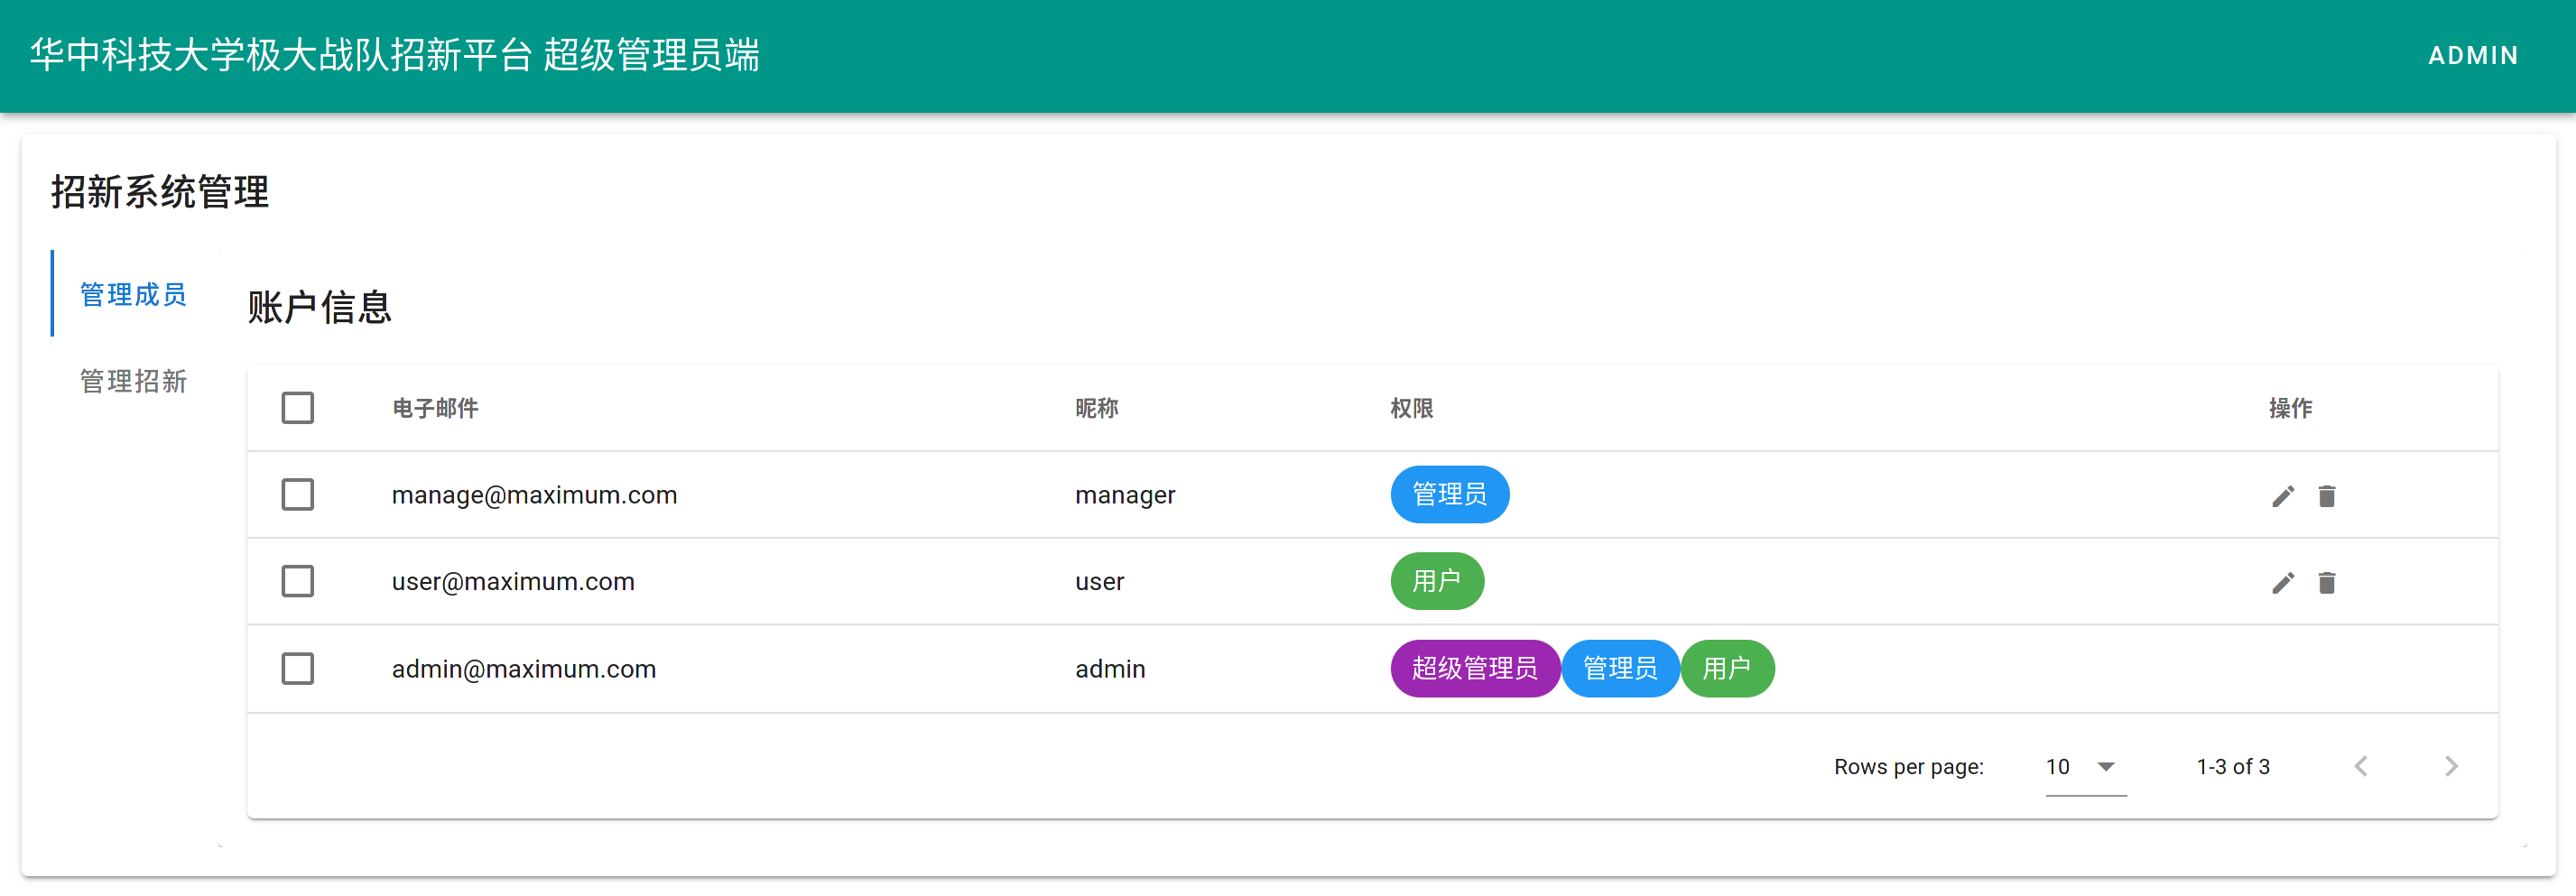 华中科技大学极大战队招新平台 超级管理员端 ADMIN
招新系统管理
管理成员
管理招新
账户信息
电子邮件 昵称 权限 操作
manage@maximum.com manager 管理员
user@maximum.com user 用户
admin@maximum.com admin 超级管理员 管理员 用户
Rows per page: 10 1-3 of 3